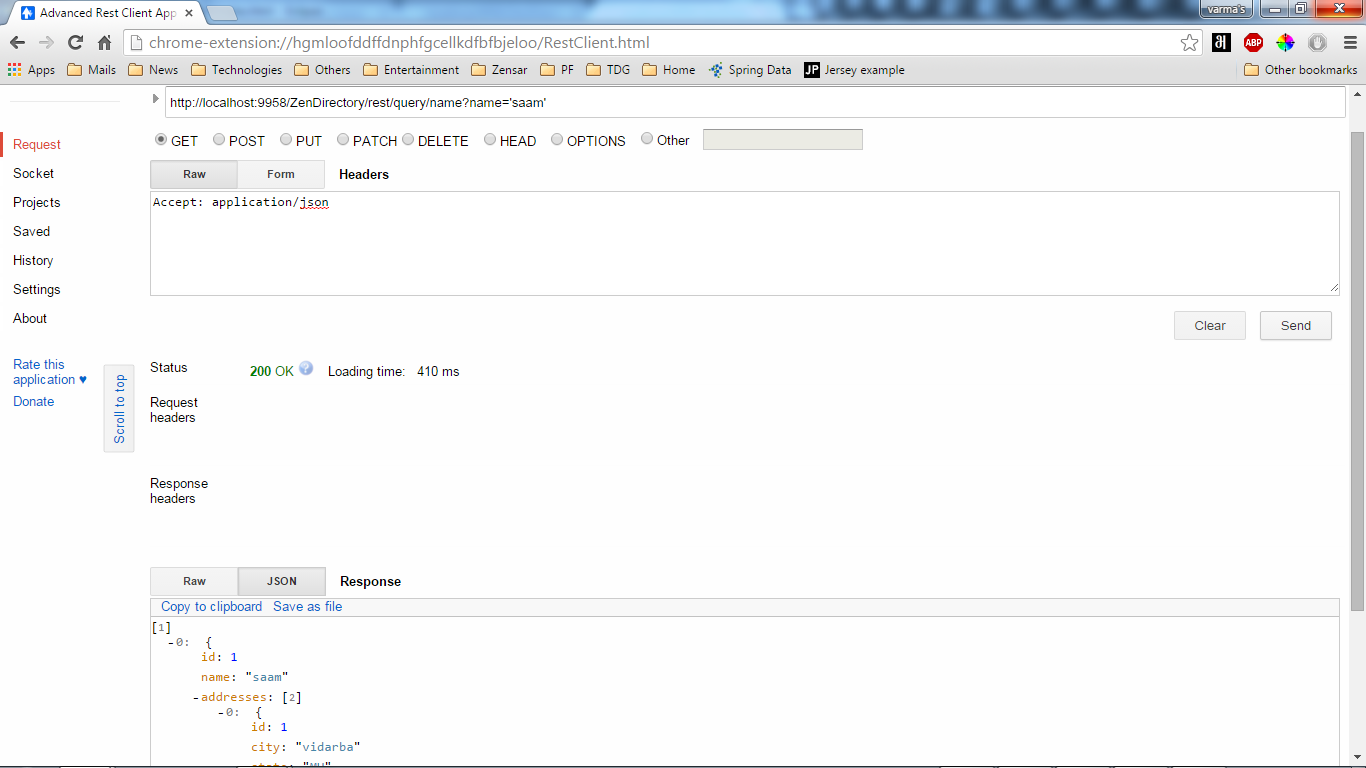 Advanced Rest Client App
varma's
chrome-extension://hgmloofddffdnphfgcellkdfbfbjeloo/RestClient.html
ABP
Apps Mails News Technologies Others Entertainment Zensar PF TDG Home Spring Data JP Jersey example Other bookmarks
http://localhost:9958/ZenDirectory/rest/query/name?name='saam'
GET POST PUT PATCH DELETE HEAD OPTIONS Other
Raw Form Headers
Accept: application/json
Request
Socket
Projects
Saved
History
Settings
About
Rate this
application ♥
Donate
Scroll to top
Clear Send
Status 200 OK ? Loading time: 410 ms
Request
headers
Response
headers
Raw JSON Response
Copy to clipboard Save as file
[1]
-0: {
id: 1
name: "saam"
-addresses: [2]
-0: {
id: 1
city: "vidarba"